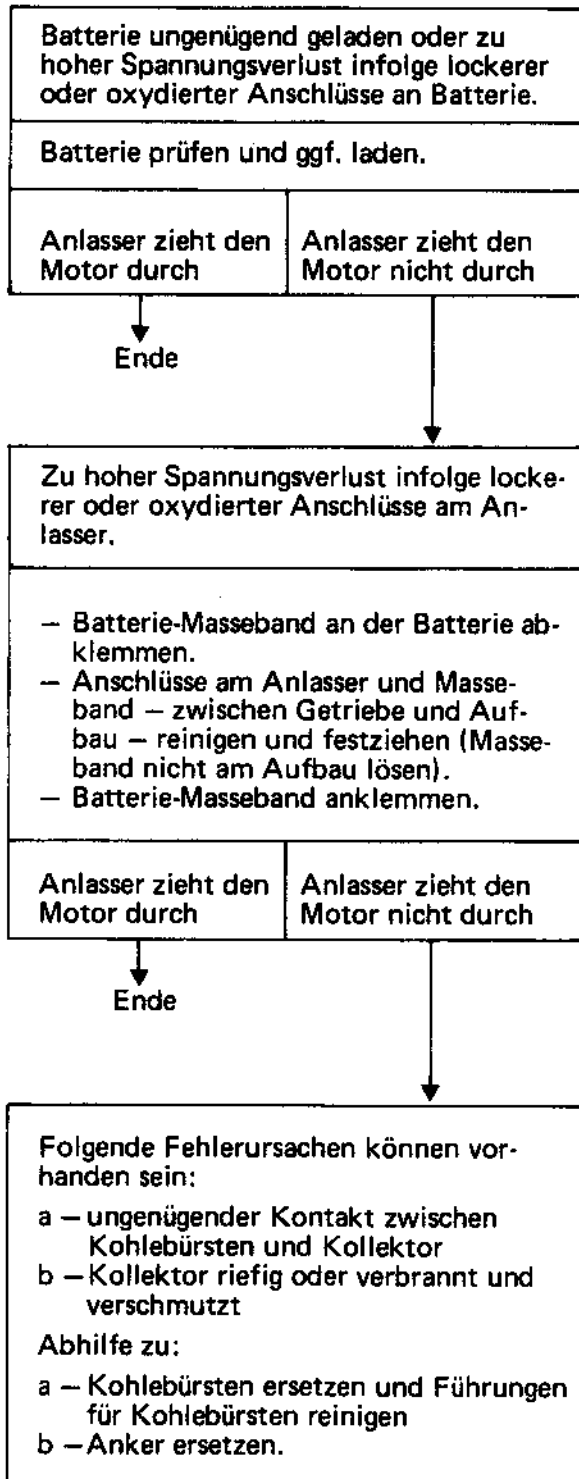 Batterie ungenügend geladen oder zu
hoher Spannungsverlust infolge lockerer
oder oxydierter Anschlüsse an Batterie.
Batterie prüfen und ggf. laden.
Anlasser zieht den
Motor durch
Anlasser zieht den
Motor nicht durch
Ende
Zu hoher Spannungsverlust infolge locke-
rer oder oxydierter Anschlüsse am An-
lasser.
– Batterie-Masseband an der Batterie ab-
klemmen.
– Anschlüsse am Anlasser und Masse-
band – zwischen Getriebe und Auf-
bau – reinigen und festziehen (Masse-
band nicht am Aufbau lösen).
– Batterie-Masseband anklemmen.
Anlasser zieht den
Motor durch
Anlasser zieht den
Motor nicht durch
Ende
Folgende Fehlerursachen können vor-
handen sein:
a – ungenügender Kontakt zwischen
Kohlebürsten und Kollektor
b – Kollektor riefig oder verbrannt und
verschmutzt
Abhilfe zu:
a – Kohlebürsten ersetzen und Führungen
für Kohlebürsten reinigen
b – Anker ersetzen.